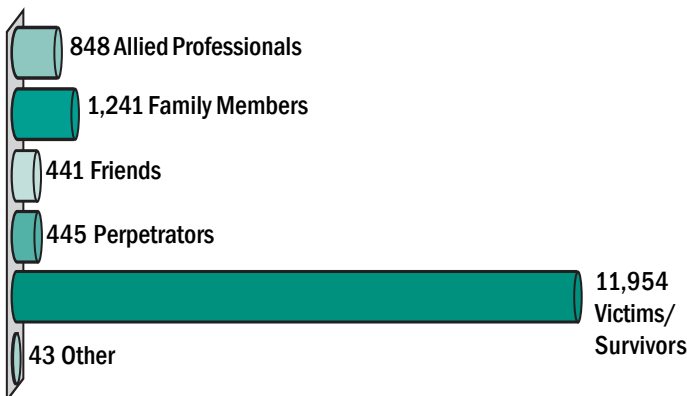 848 Allied Professionals
1,241 Family Members
441 Friends
445 Perpetrators
11,954
Victims/
Survivors
43 Other